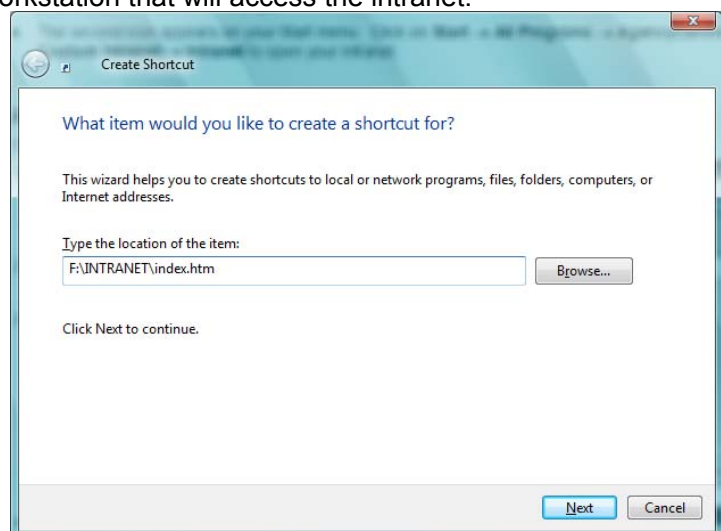 orkstation that will access the intranet.
Create Shortcut
What item would you like to create a shortcut for?
This wizard helps you to create shortcuts to local or network programs, files, folders, computers, or
Internet addresses.
Type the location of the item:
F:\INTRANET\index.htm
Browse...
Click Next to continue.
Next
Cancel